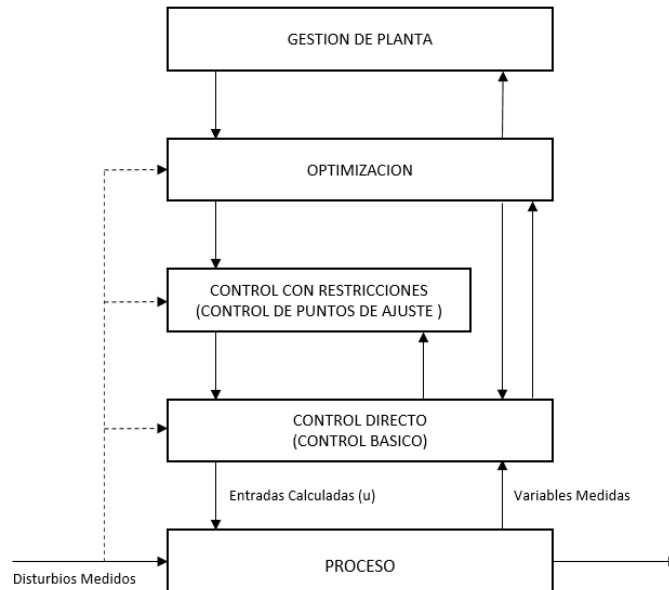 GESTION DE PLANTA
OPTIMIZACION
CONTROL CON RESTRICCIONES
(CONTROL DE PUNTOS DE AJUSTE )
CONTROL DIRECTO
(CONTROL BASICO)
Entradas Calculadas (u)
Variables Medidas
PROCESO
Disturbios Medidos